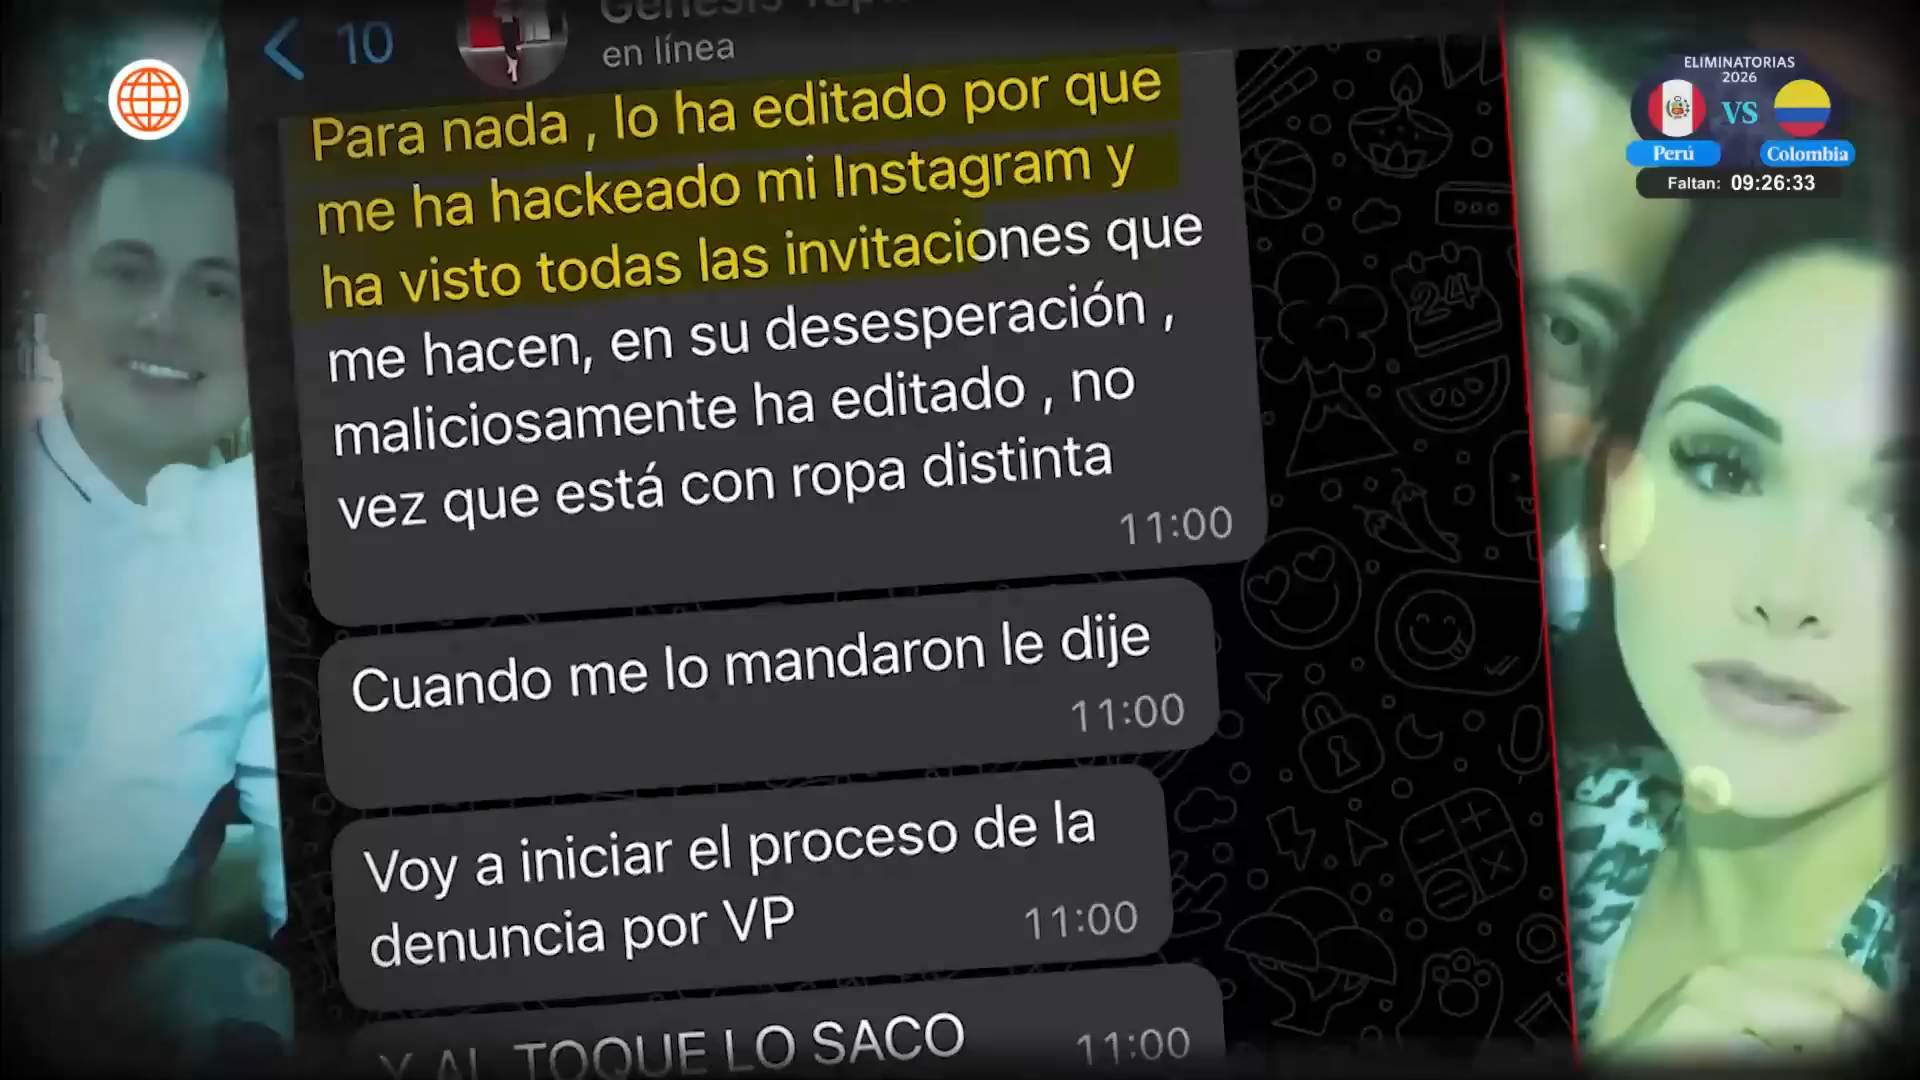 10
en línea
Para nada , lo ha editado por que
me ha hackeado mi Instagram y
ha visto todas las invitaciones que
me hacen, en su desesperación ,
maliciosamente ha editado , no
vez que está con ropa distinta
11:00
Cuando me lo mandaron le dije
11:00
Voy a iniciar el proceso de la
denuncia por VP
11:00
Y AL TOQUE LO SACO
11:00
ELIMINATORIAS
2026
VS
Perú
Colombia
Faltan: 09:26:33